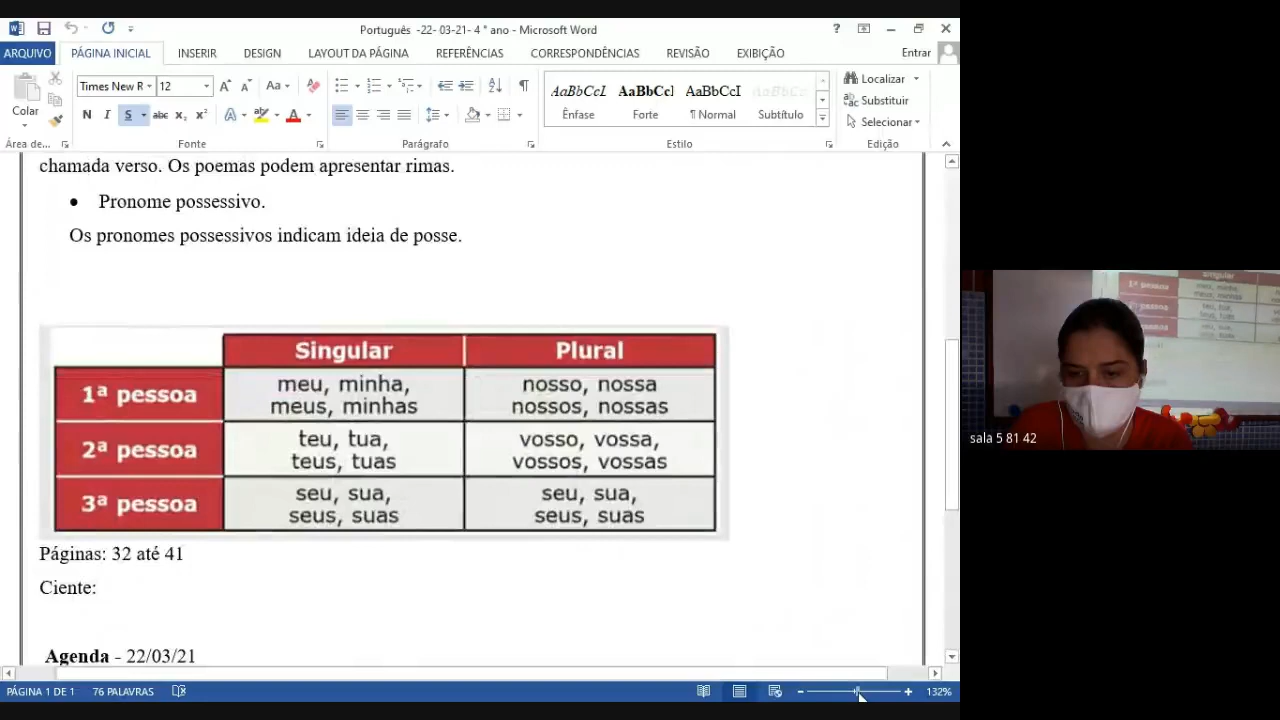 Português -22- 03-21- 4 ° ano - Microsoft Word
ARQUIVO PÁGINA INICIAL INSERIR DESIGN LAYOUT DA PÁGINA REFERÊNCIAS CORRESPONDÊNCIAS REVISÃO EXIBIÇÃO Entrar
Times New R 12 Aa AaBbCcI AaBbCcI AaBbCcI AaBbCcI Localizar
Substituir
Colar N I S abc x₂ x² A A Ênfase Forte ¶ Normal Subtítulo Selecionar
Área de... Fonte Parágrafo Estilo Edição
chamada verso. Os poemas podem apresentar rimas.
• Pronome possessivo.
Os pronomes possessivos indicam ideia de posse.
Singular Plural
1ª pessoa meu, minha, meus, minhas nosso, nossa nossos, nossas
2ª pessoa teu, tua, teus, tuas vosso, vossa, vossos, vossas
3ª pessoa seu, sua, seus, suas seu, sua, seus, suas
Páginas: 32 até 41
Ciente:
Agenda - 22/03/21
PÁGINA 1 DE 1 76 PALAVRAS 132%
sala 5 81 42